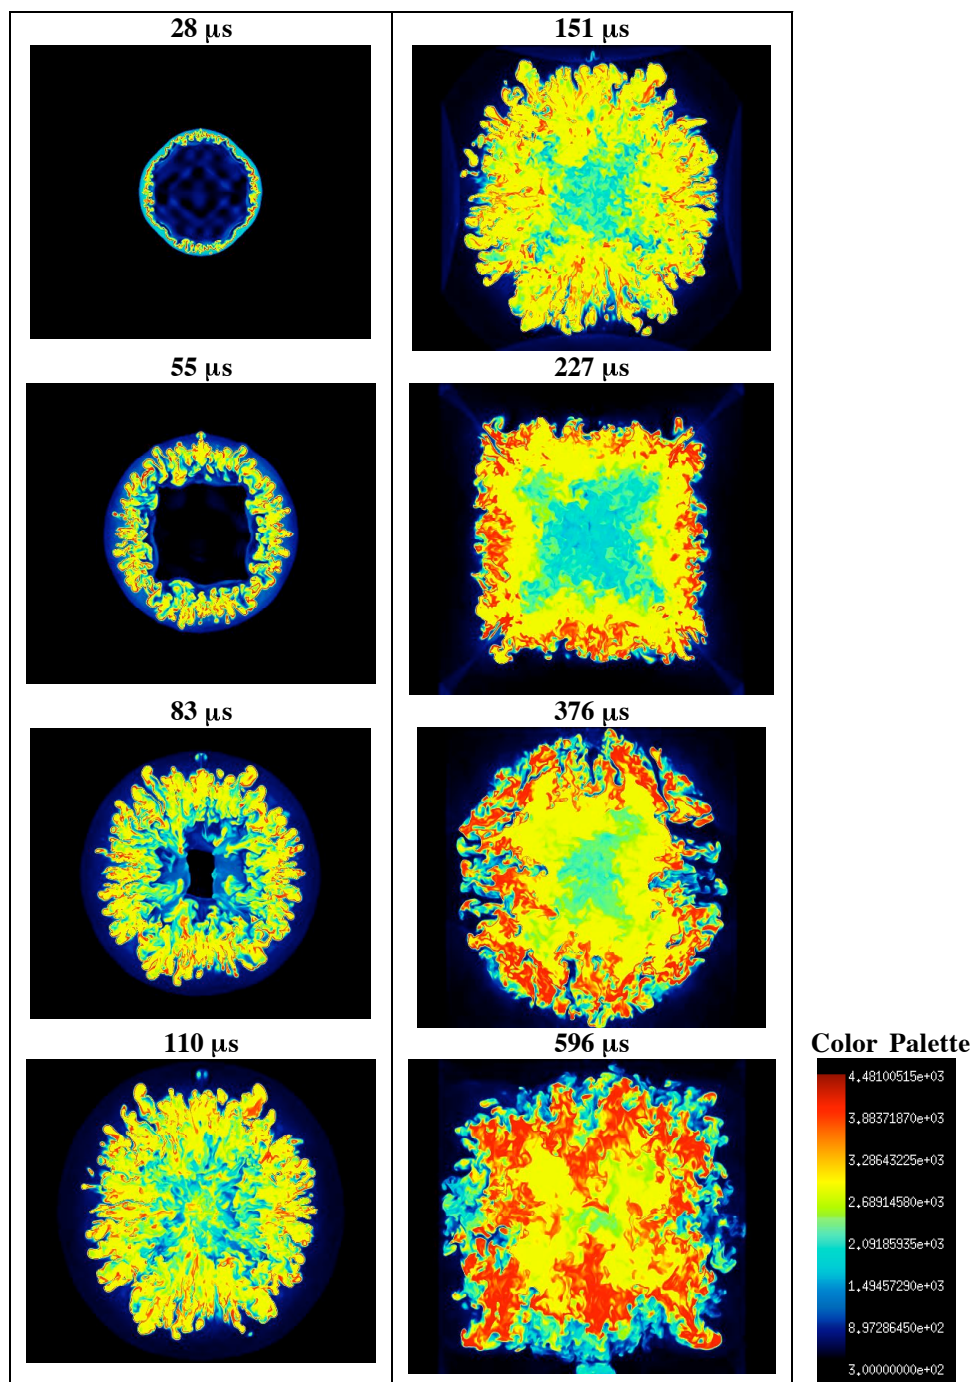 28 μs
151 μs
55 μs
227 μs
83 μs
376 μs
110 μs
596 μs
Color Palette
4.48100515e+03
3.88371870e+03
3.28643225e+03
2.68914580e+03
2.09185935e+03
1.49457290e+03
8.97286450e+02
3.00000000e+02